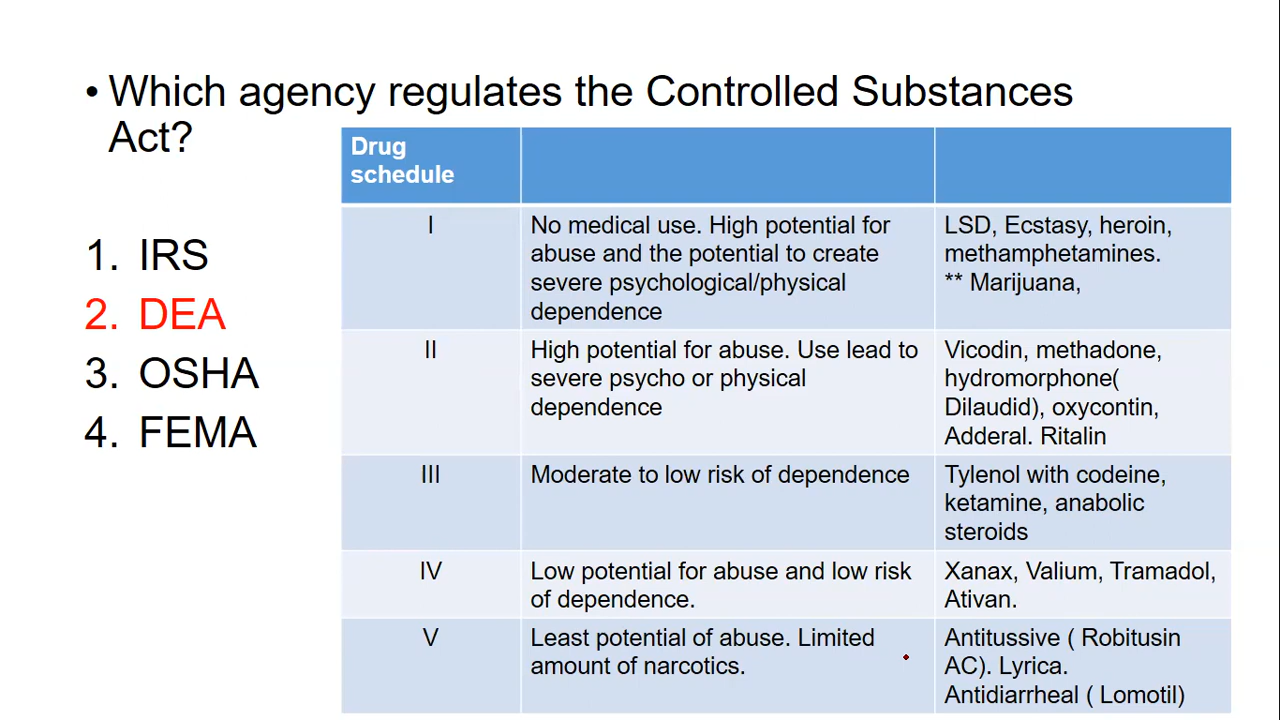 • Which agency regulates the Controlled Substances
Act?
1. IRS
2. DEA
3. OSHA
4. FEMA
Drug
schedule
I
No medical use. High potential for
abuse and the potential to create
severe psychological/physical
dependence
LSD, Ecstasy, heroin,
methamphetamines.
** Marijuana,
II
High potential for abuse. Use lead to
severe psycho or physical
dependence
Vicodin, methadone,
hydromorphone(
Dilaudid), oxycontin,
Adderal. Ritalin
III
Moderate to low risk of dependence
Tylenol with codeine,
ketamine, anabolic
steroids
IV
Low potential for abuse and low risk
of dependence.
Xanax, Valium, Tramadol,
Ativan.
V
Least potential of abuse. Limited
amount of narcotics.
Antitussive ( Robitusin
AC). Lyrica.
Antidiarrheal ( Lomotil)